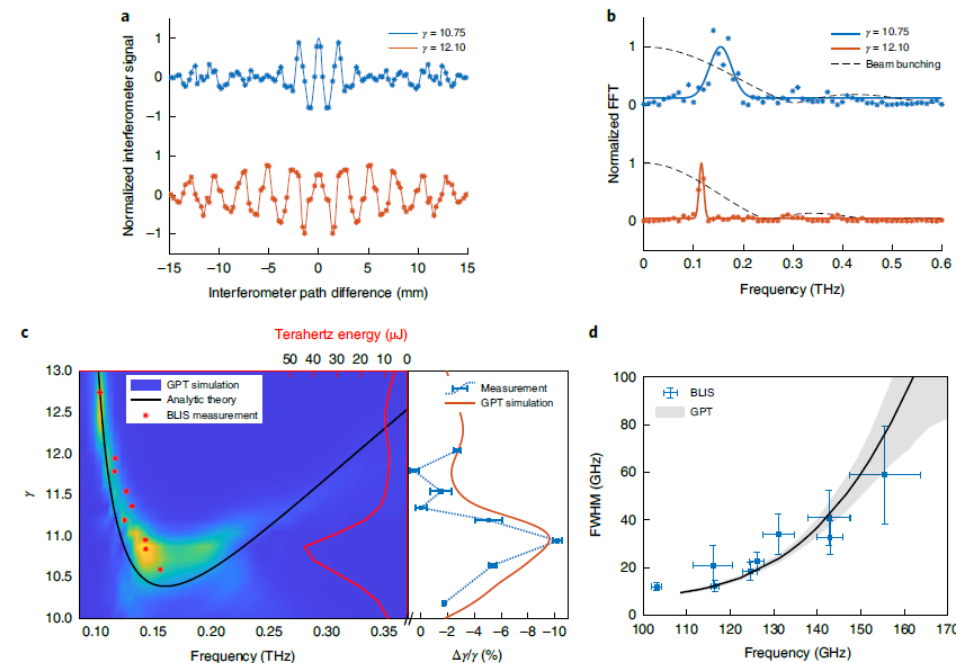 a
Normalized interferometer signal
1
0
−1
1
0
−1
γ = 10.75
γ = 12.10
−15
−10
−5
0
5
10
15
Interferometer path difference (mm)
b
Normalized FFT
1
0
1
0
γ = 10.75
γ = 12.10
Beam bunching
0
0.1
0.2
0.3
0.4
0.5
0.6
Frequency (THz)
c
Terahertz energy (μJ)
50 40 30 20 10 0
γ
13.0
12.5
12.0
11.5
11.0
10.5
10.0
GPT simulation
Analytic theory
BLIS measurement
0.10 0.15 0.20 0.25 0.30 0.35
Frequency (THz)
Measurement
GPT simulation
0 −2 −4 −6 −8 −10
Δγ/γ (%)
d
FWHM (GHz)
100
80
60
40
20
0
BLIS
GPT
100 110 120 130 140 150 160 170
Frequency (GHz)